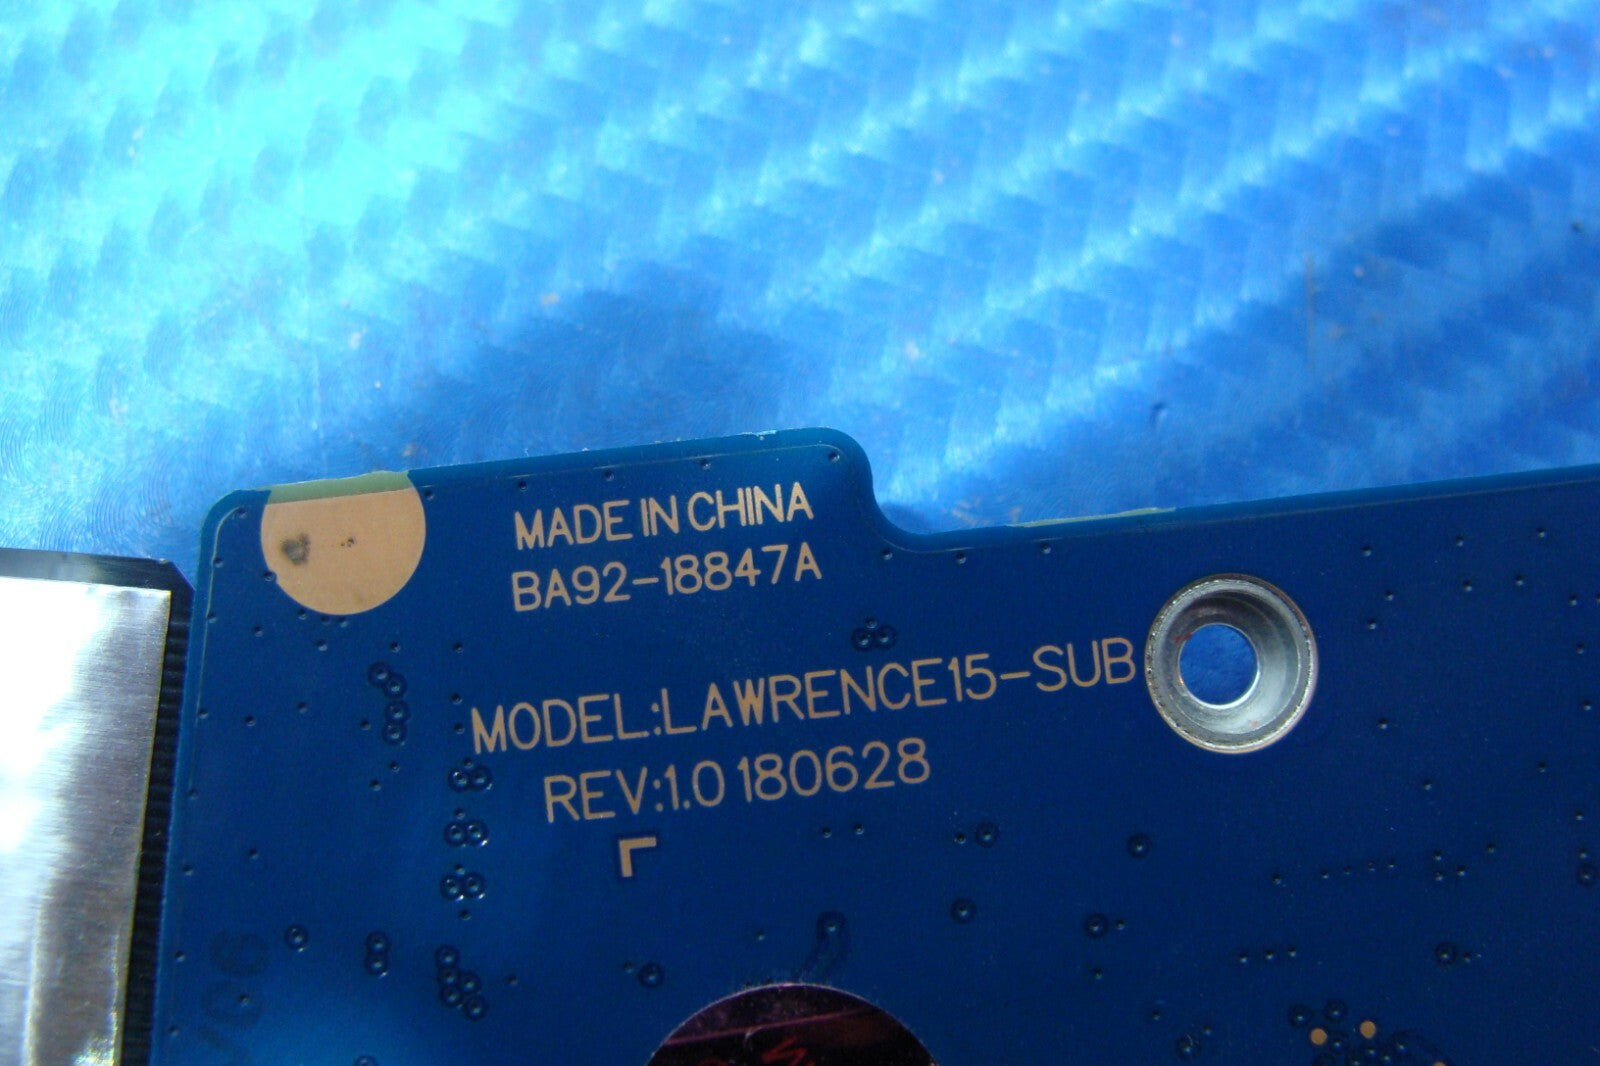 MADE IN CHINA
BA92-18847A
MODEL:LAWRENCE15-SUB
REV:1.0 180628